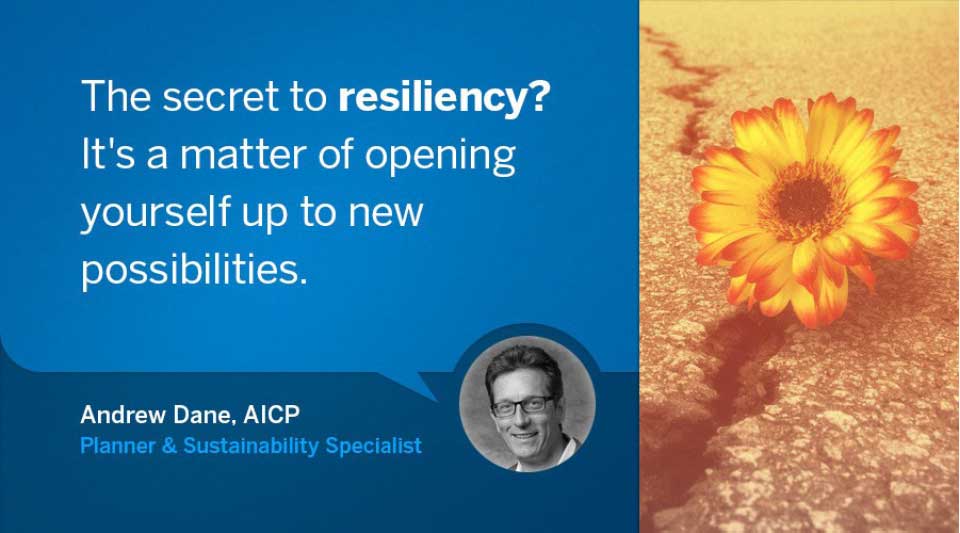 The secret to resiliency?
It's a matter of opening
yourself up to new
possibilities.
Andrew Dane, AICP
Planner & Sustainability Specialist